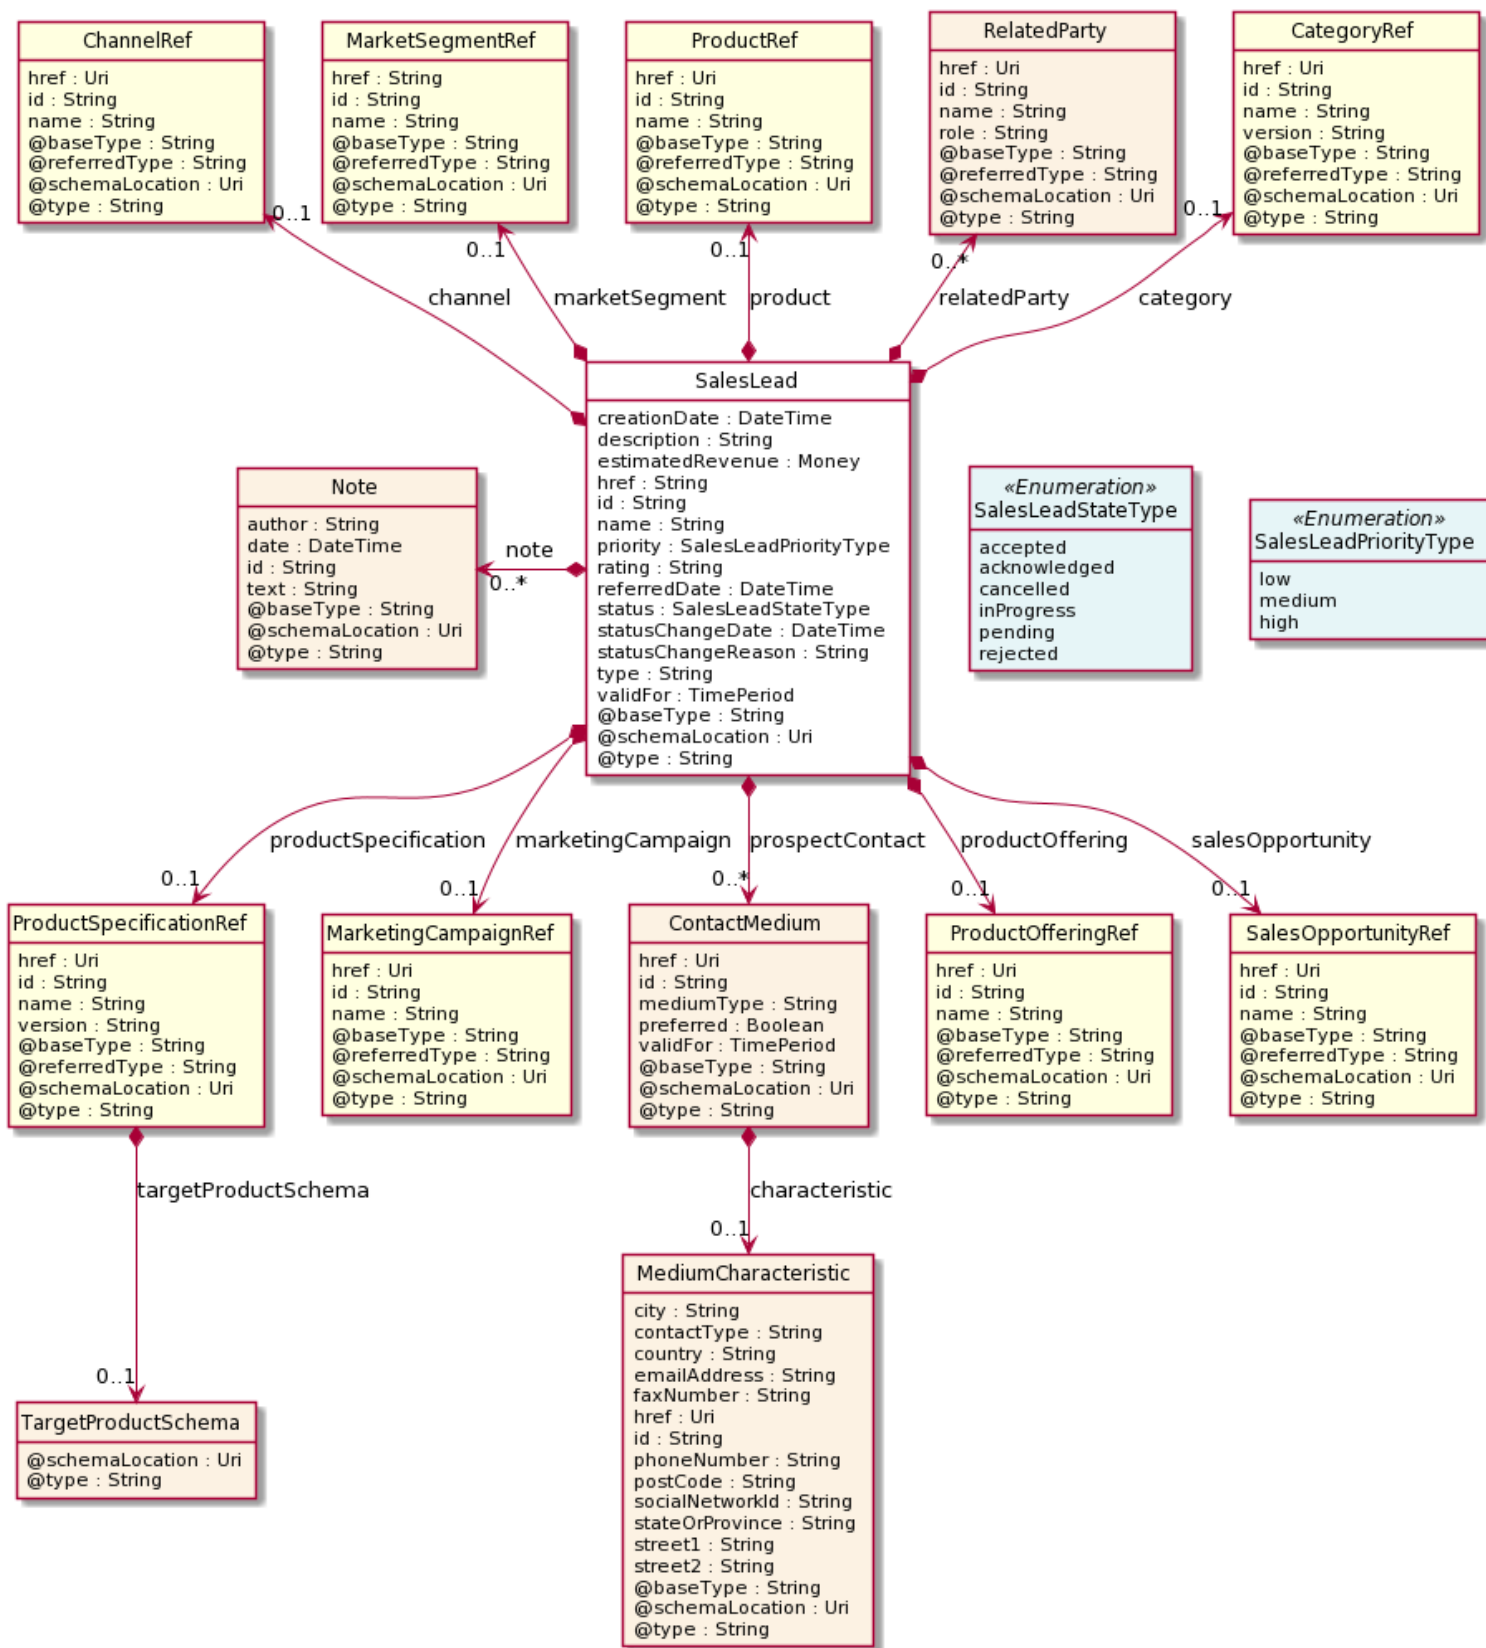 ChannelRef
href : Uri
id : String
name : String
@baseType : String
@referredType : String
@schemaLocation : Uri
@type : String
MarketSegmentRef
href : String
id : String
name : String
@baseType : String
@referredType : String
@schemaLocation : Uri
@type : String
ProductRef
href : Uri
id : String
name : String
@baseType : String
@referredType : String
@schemaLocation : Uri
@type : String
RelatedParty
href : Uri
id : String
name : String
role : String
@baseType : String
@referredType : String
@schemaLocation : Uri
@type : String
CategoryRef
href : Uri
id : String
name : String
version : String
@baseType : String
@referredType : String
@schemaLocation : Uri
@type : String
0..1
0..1
0..1
0..*
0..1
channel
marketSegment
product
relatedParty
category
SalesLead
creationDate : DateTime
description : String
estimatedRevenue : Money
href : String
id : String
name : String
priority : SalesLeadPriorityType
rating : String
referredDate : DateTime
status : SalesLeadStateType
statusChangeDate : DateTime
statusChangeReason : String
type : String
validFor : TimePeriod
@baseType : String
@schemaLocation : Uri
@type : String
Note
author : String
date : DateTime
id : String
text : String
@baseType : String
@schemaLocation : Uri
@type : String
note
0..*
«Enumeration»
SalesLeadStateType
accepted
acknowledged
cancelled
inProgress
pending
rejected
«Enumeration»
SalesLeadPriorityType
low
medium
high
productSpecification
marketingCampaign
prospectContact
productOffering
salesOpportunity
0..1
0..1
0..*
0..1
0..1
ProductSpecificationRef
href : Uri
id : String
name : String
version : String
@baseType : String
@referredType : String
@schemaLocation : Uri
@type : String
MarketingCampaignRef
href : Uri
id : String
name : String
@baseType : String
@referredType : String
@schemaLocation : Uri
@type : String
ContactMedium
href : Uri
id : String
mediumType : String
preferred : Boolean
validFor : TimePeriod
@baseType : String
@schemaLocation : Uri
@type : String
ProductOfferingRef
href : Uri
id : String
name : String
@baseType : String
@referredType : String
@schemaLocation : Uri
@type : String
SalesOpportunityRef
href : Uri
id : String
name : String
@baseType : String
@referredType : String
@schemaLocation : Uri
@type : String
targetProductSchema
0..1
characteristic
0..1
TargetProductSchema
@schemaLocation : Uri
@type : String
MediumCharacteristic
city : String
contactType : String
country : String
emailAddress : String
faxNumber : String
href : Uri
id : String
phoneNumber : String
postCode : String
socialNetworkId : String
stateOrProvince : String
street1 : String
street2 : String
@baseType : String
@schemaLocation : Uri
@type : String